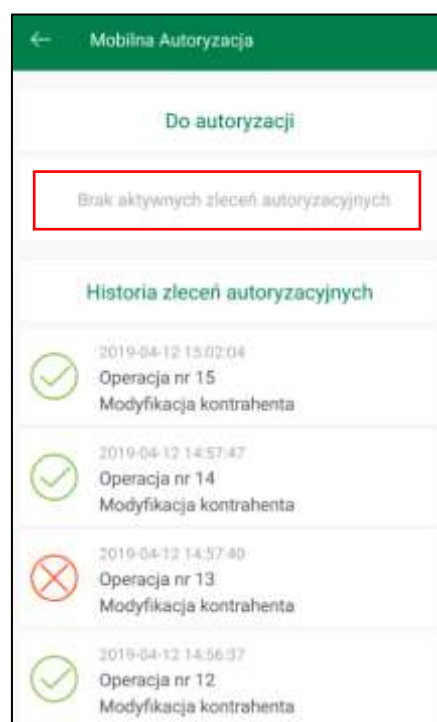 Mobilna Autoryzacja
Do autoryzacji
Brak aktywnych zleceń autoryzacyjnych
Historia zleceń autoryzacyjnych
2019-04-12 15:02:04
Operacja nr 15
Modyfikacja kontrahenta
2019-04-12 14:57:47
Operacja nr 14
Modyfikacja kontrahenta
2019-04-12 14:57:40
Operacja nr 13
Modyfikacja kontrahenta
2019-04-12 14:56:37
Operacja nr 12
Modyfikacja kontrahenta